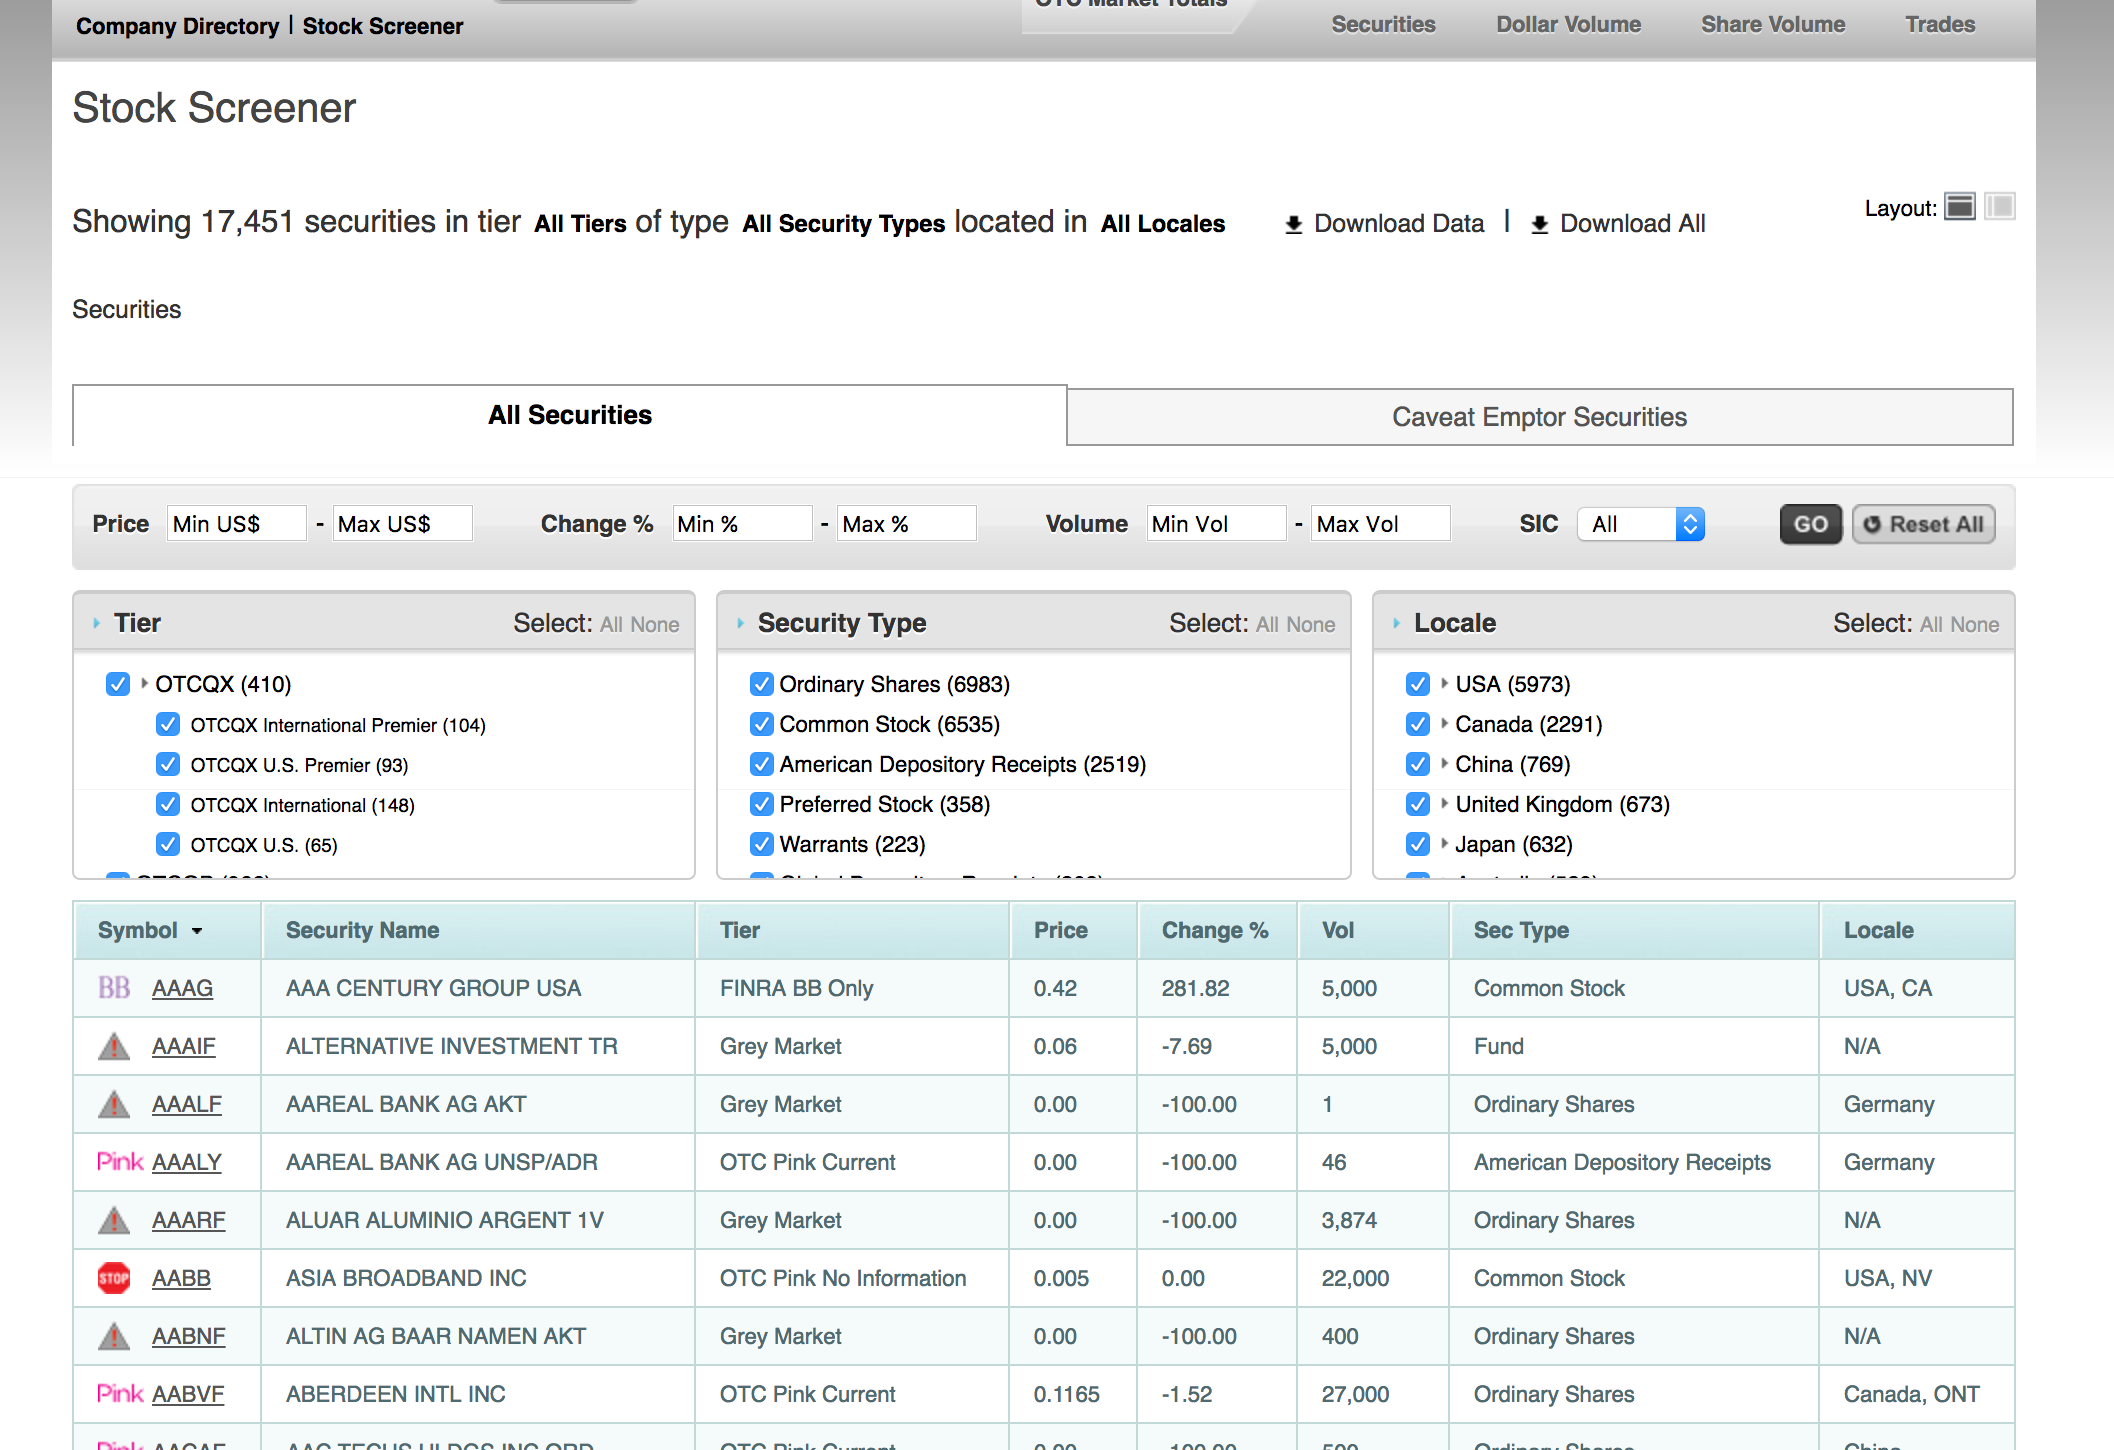 OTC Market Totals
Company Directory | Stock Screener
Securities Dollar Volume Share Volume Trades
Stock Screener
Showing 17,451 securities in tier All Tiers of type All Security Types located in All Locales Download Data | Download All Layout:
Securities
All Securities Caveat Emptor Securities
Price Min US$ - Max US$ Change % Min % - Max % Volume Min Vol - Max Vol SIC All GO Reset All
Tier Select: All None
OTCQX (410)
OTCQX International Premier (104)
OTCQX U.S. Premier (93)
OTCQX International (148)
OTCQX U.S. (65)
Security Type Select: All None
Ordinary Shares (6983)
Common Stock (6535)
American Depository Receipts (2519)
Preferred Stock (358)
Warrants (223)
Locale Select: All None
USA (5973)
Canada (2291)
China (769)
United Kingdom (673)
Japan (632)
Symbol Security Name Tier Price Change % Vol Sec Type Locale
BB AAAG AAA CENTURY GROUP USA FINRA BB Only 0.42 281.82 5,000 Common Stock USA, CA
AAAIF ALTERNATIVE INVESTMENT TR Grey Market 0.06 -7.69 5,000 Fund N/A
AAALF AAREAL BANK AG AKT Grey Market 0.00 -100.00 1 Ordinary Shares Germany
Pink AAALY AAREAL BANK AG UNSP/ADR OTC Pink Current 0.00 -100.00 46 American Depository Receipts Germany
AAARF ALUAR ALUMINIO ARGENT 1V Grey Market 0.00 -100.00 3,874 Ordinary Shares N/A
STOP AABB ASIA BROADBAND INC OTC Pink No Information 0.005 0.00 22,000 Common Stock USA, NV
AABNF ALTIN AG BAAR NAMEN AKT Grey Market 0.00 -100.00 400 Ordinary Shares N/A
Pink AABVF ABERDEEN INTL INC OTC Pink Current 0.1165 -1.52 27,000 Ordinary Shares Canada, ONT